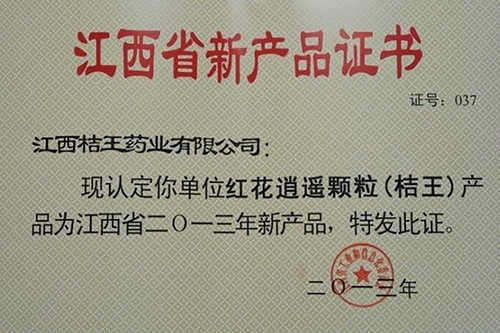 江西省新产品证书
证号：037
江西桔王药业有限公司：
现认定你单位红花逍遥颗粒(桔王)产
品为江西省二〇一三年新产品，特发此证。
二〇一三年